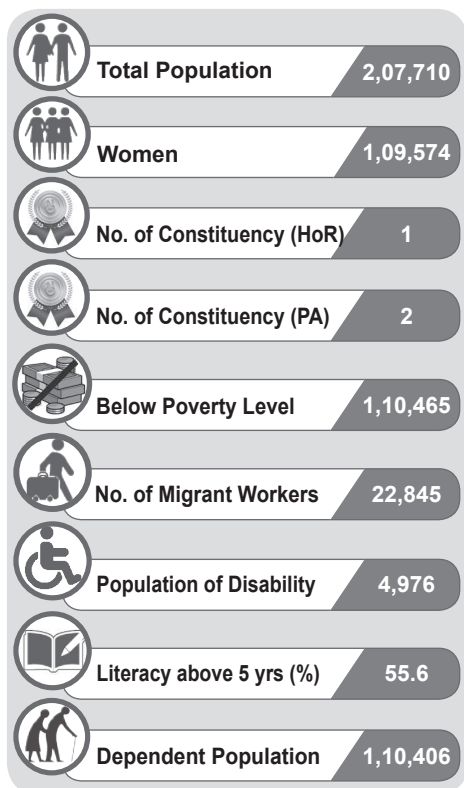 Total Population 2,07,710
Women 1,09,574
No. of Constituency (HoR) 1
No. of Constituency (PA) 2
Below Poverty Level 1,10,465
No. of Migrant Workers 22,845
Population of Disability 4,976
Literacy above 5 yrs (%) 55.6
Dependent Population 1,10,406